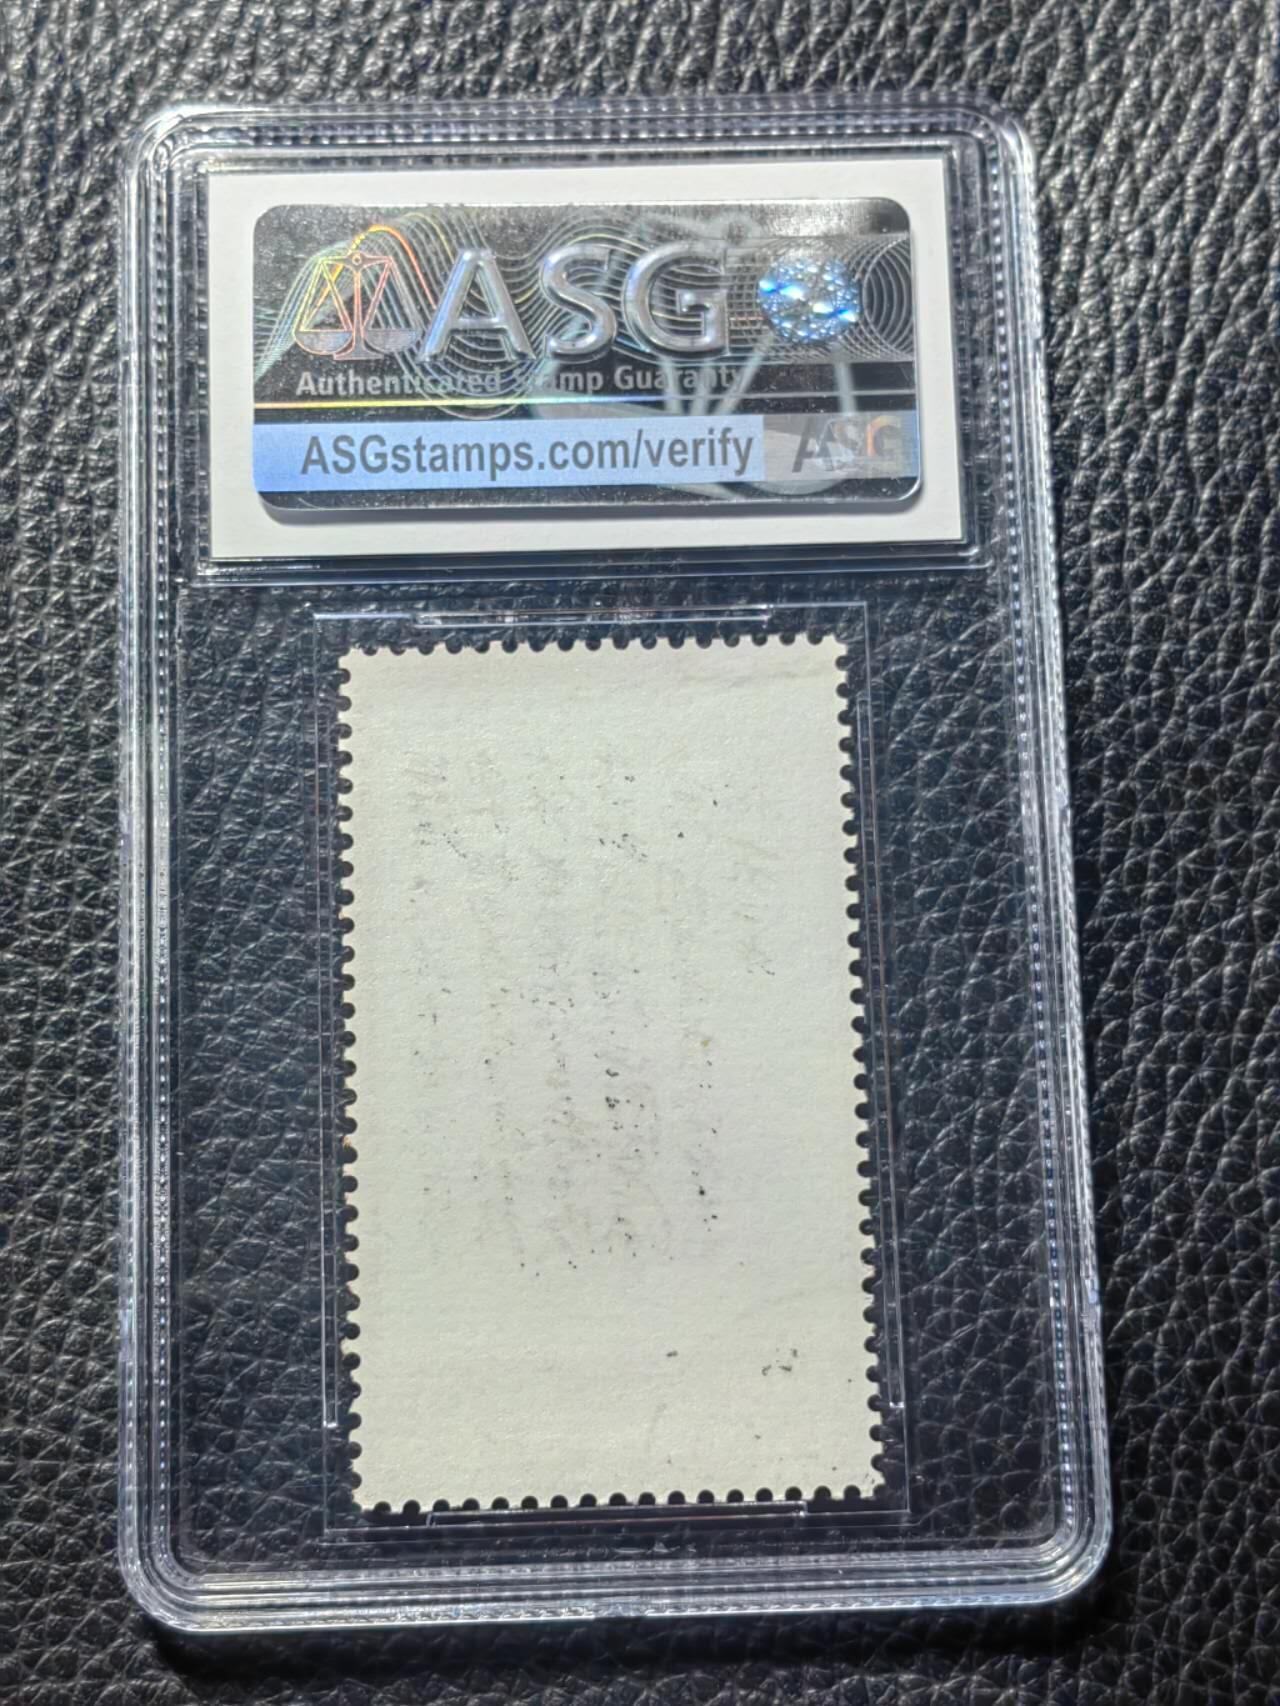 ASG
Authenticated Stamp Guaranty
ASGstamps.com/verify
ASG